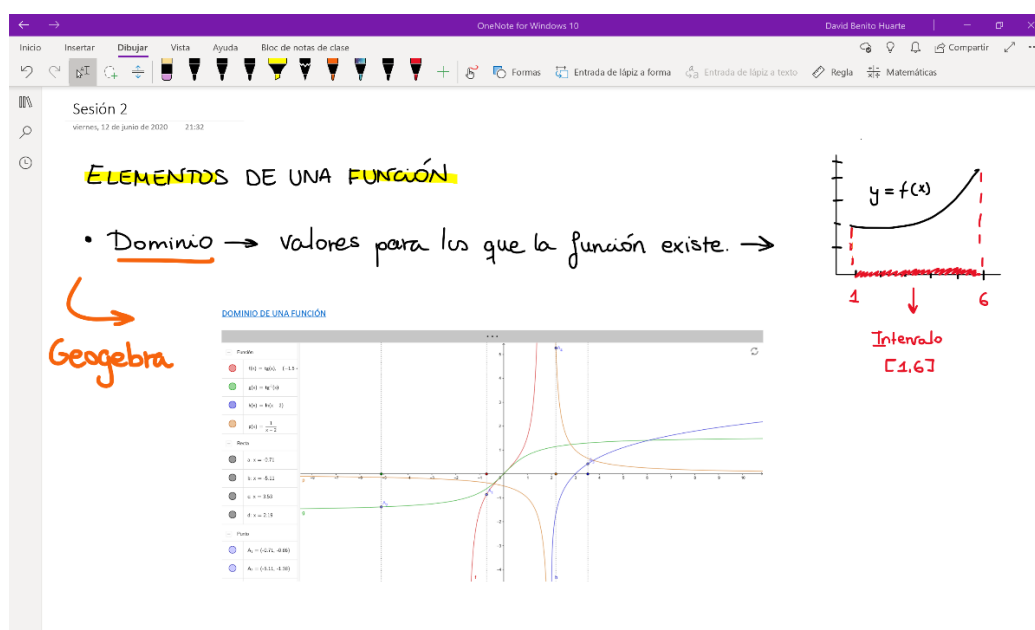 OneNote for Windows 10
David Benito Huarte
Inicio Insertar Dibujar Vista Ayuda Bloc de notas de clase
Compartir
Formas Entrada de lápiz a forma Entrada de lápiz a texto Regla Matemáticas
Sesión 2
viernes, 12 de junio de 2020 21:32
ELEMENTOS DE UNA FUNCIÓN
• Dominio → valores para los que la función existe. →
y = f(x)
1 6
Intervalo
[1,6]
Geogebra
DOMINIO DE UNA FUNCIÓN
Función
Recta
Punto